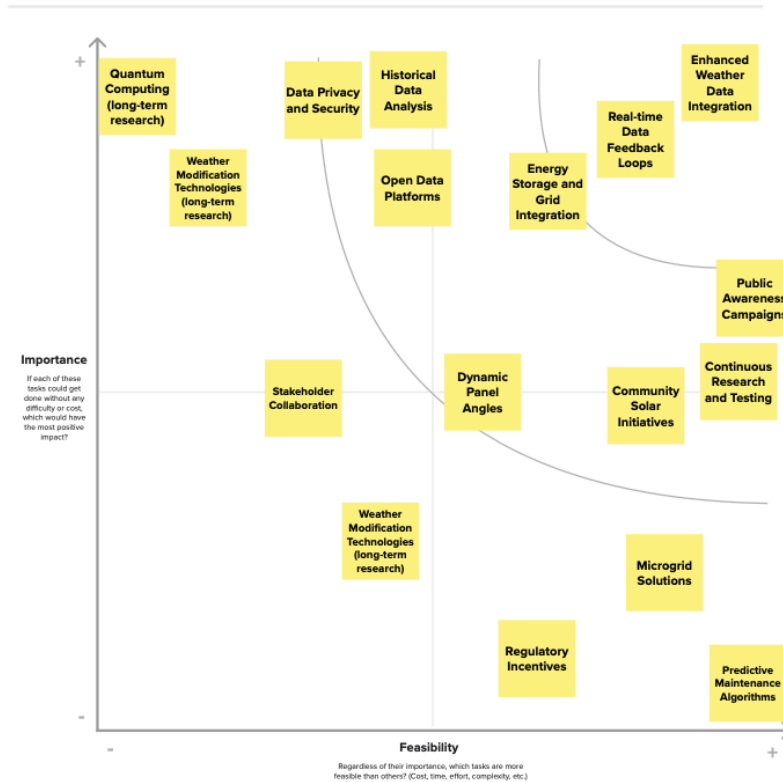 +
Quantum
Computing
(long-term
research)
Data Privacy
and Security
Historical
Data
Analysis
Enhanced
Weather
Data
Integration
Real-time
Data
Feedback
Loops
Weather
Modification
Technologies
(long-term
research)
Open Data
Platforms
Energy
Storage and
Grid
Integration
Public
Awareness
Campaigns
Importance
If each of these
tasks could get
done without any
difficulty or cost,
which would have
the most positive
impact?
Stakeholder
Collaboration
Dynamic
Panel
Angles
Community
Solar
Initiatives
Continuous
Research
and Testing
Weather
Modification
Technologies
(long-term
research)
Microgrid
Solutions
Regulatory
Incentives
Predictive
Maintenance
Algorithms
-
-
Feasibility
+
Regardless of their importance, which tasks are more
feasible than others? (Cost, time, effort, complexity, etc.)